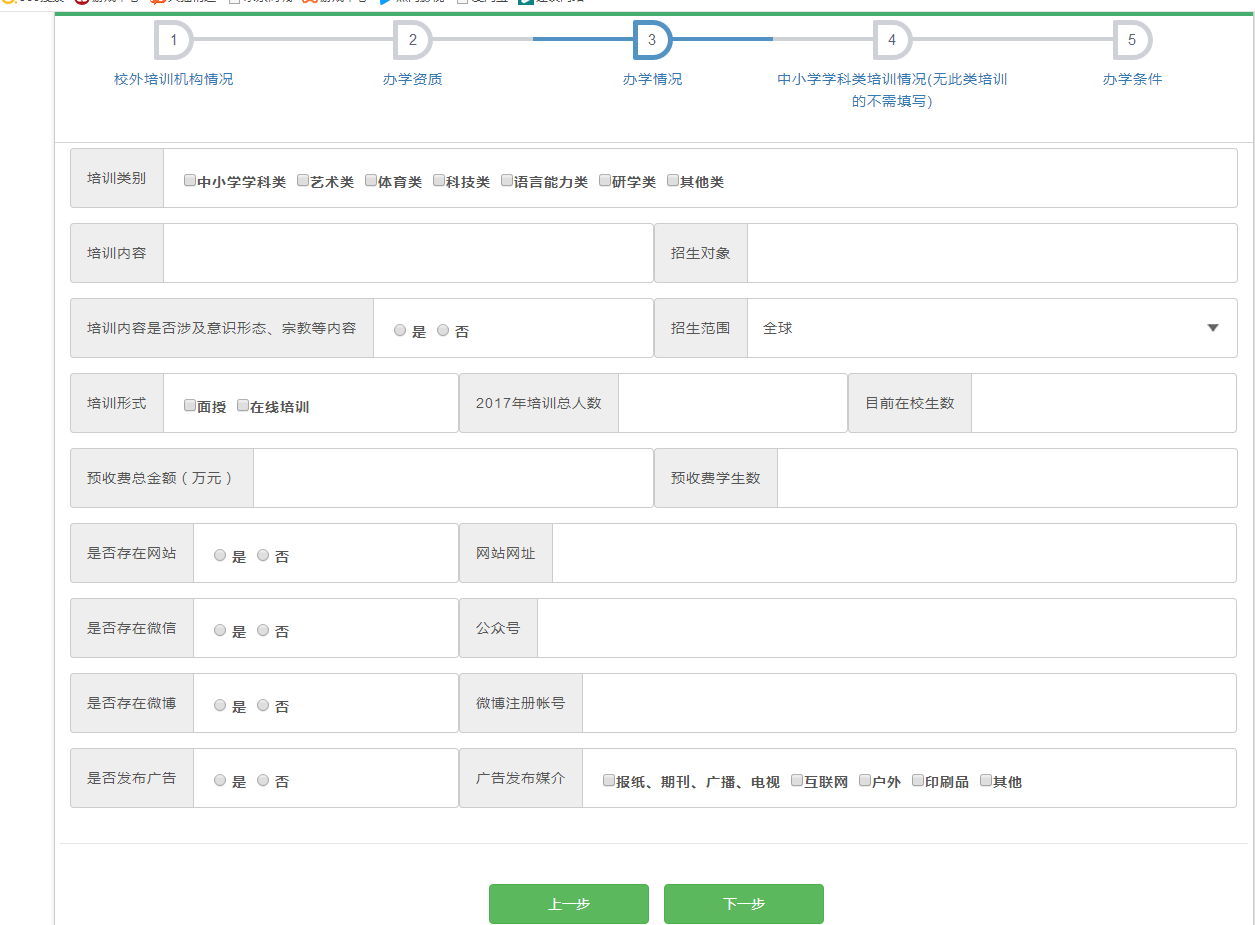 1 2 3 4 5
校外培训机构情况 办学资质 办学情况 中小学学科类培训情况(无此类培训的不需填写) 办学条件
培训类别 中小学学科类 艺术类 体育类 科技类 语言能力类 研学类 其他类
培训内容 招生对象
培训内容是否涉及意识形态、宗教等内容 是 否 招生范围 全球
培训形式 面授 在线培训 2017年培训总人数 目前在校生数
预收费总金额（万元） 预收费学生数
是否存在网站 是 否 网站网址
是否存在微信 是 否 公众号
是否存在微博 是 否 微博注册帐号
是否发布广告 是 否 广告发布媒介 报纸、期刊、广播、电视 互联网 户外 印刷品 其他
上一步 下一步